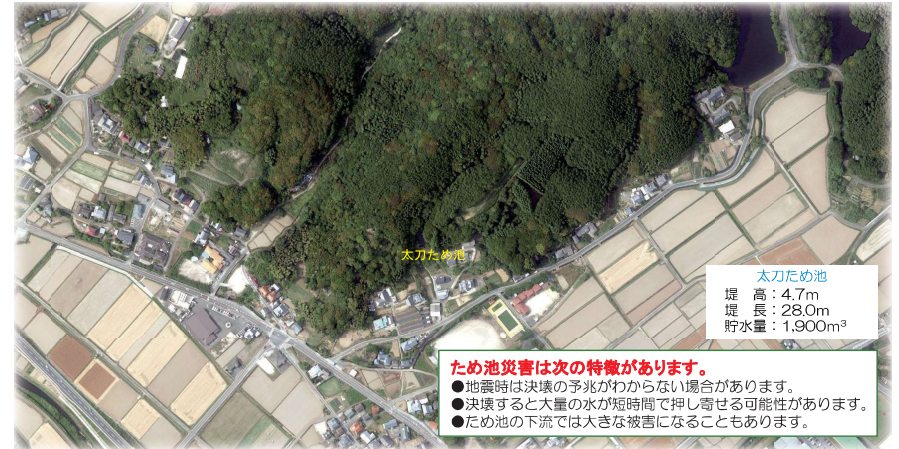 太刀ため池
太刀ため池
堤　高：4.7m
堤　長：28.0m
貯水量：1,900m³
ため池災害は次の特徴があります。
●地震時は決壊の予兆がわからない場合があります。
●決壊すると大量の水が短時間で押し寄せる可能性があります。
●ため池の下流では大きな被害になることもあります。